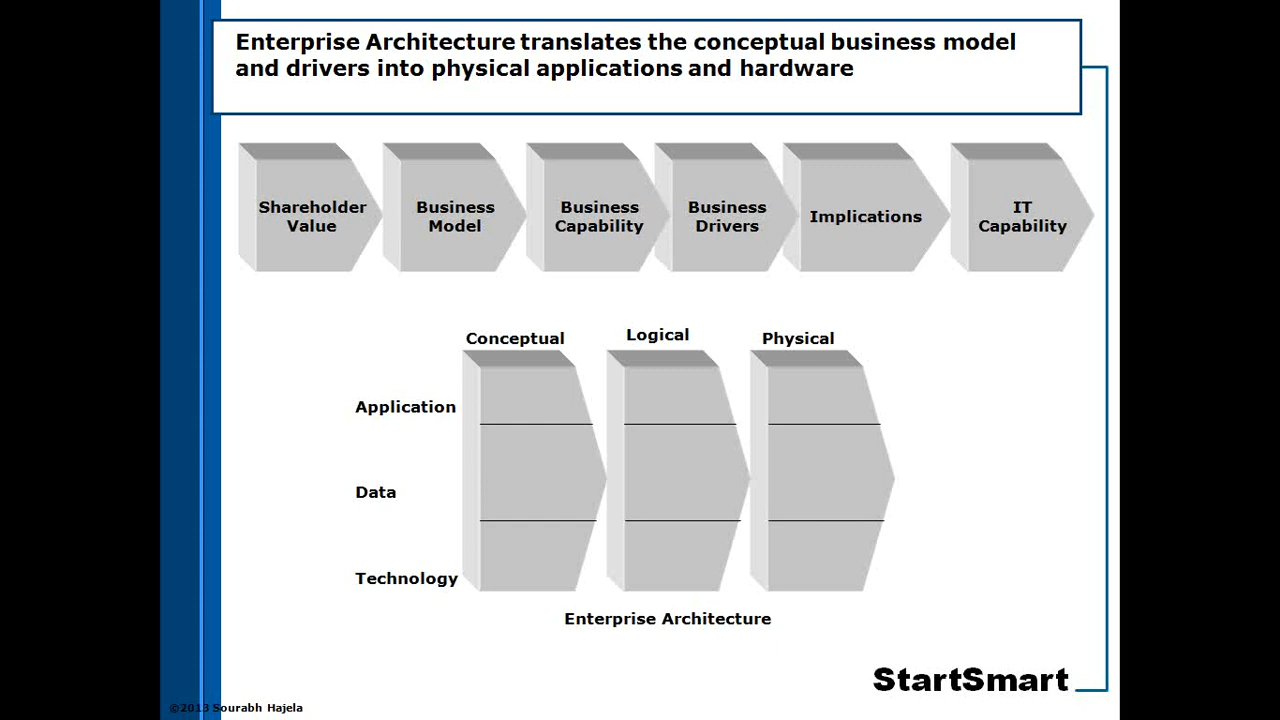 Enterprise Architecture translates the conceptual business model
and drivers into physical applications and hardware
Shareholder
Value
Business
Model
Business
Capability
Business
Drivers
Implications
IT
Capability
Conceptual
Logical
Physical
Application
Data
Technology
Enterprise Architecture
StartSmart
©2013 Sourabh Hajela